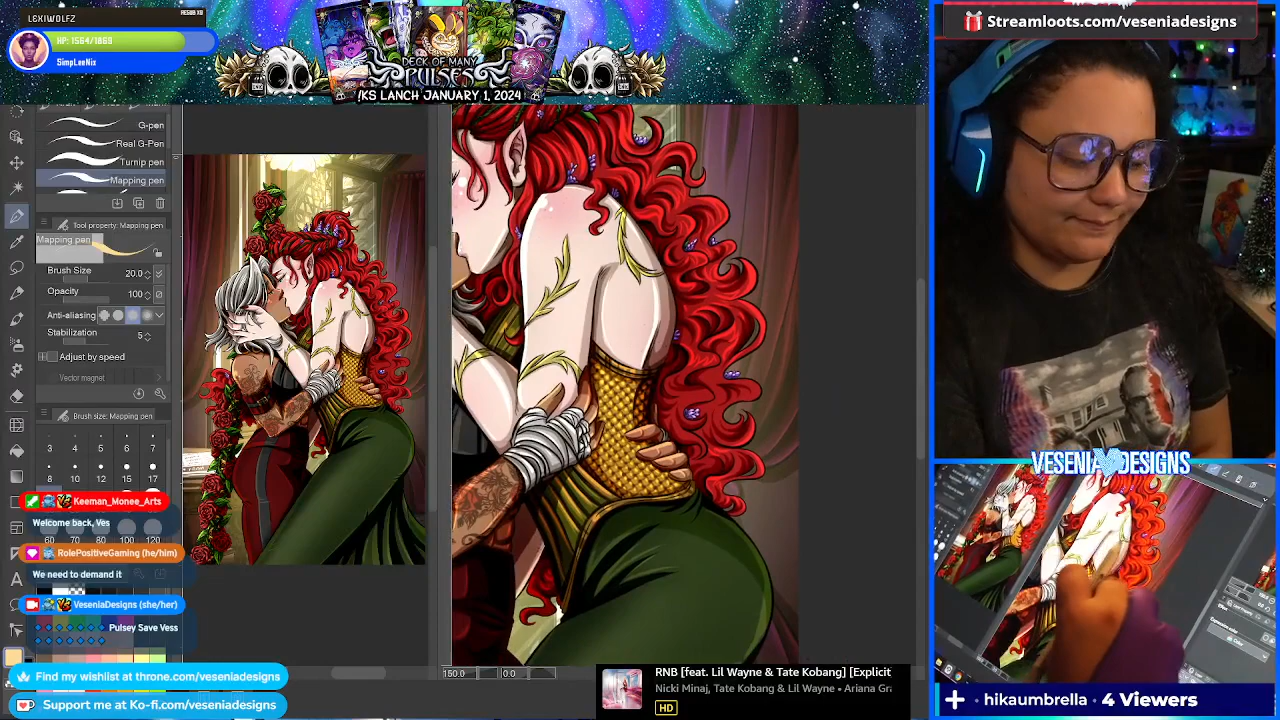 LEXIWOLFZ
HP: 1564/1869
SimpLeeNix
DECK OF MANY
PULSES
!KS LANCH JANUARY 1, 2024
Streamloots.com/veseniadesigns
G-pen
Real G-Pen
Turnip pen
Mapping pen
Tool property: Mapping pen
Mapping pen
Brush Size 20.0
Opacity 100
Anti-aliasing
Stabilization 5
Adjust by speed
Vector magnet
Brush size: Mapping pen
3 4 5 6 7
8 10 12 15 17
Keeman_Monee_Arts
Welcome back, Ves
60 70 80 100 120
RolePositiveGaming (he/him)
We need to demand it
VeseniaDesigns (she/her)
Pulsey Save Vess
Find my wishlist at throne.com/veseniadesigns
Support me at Ko-fi.com/veseniadesigns
150.0 0.0
RNB [feat. Lil Wayne & Tate Kobang] [Explicit
Nicki Minaj, Tate Kobang & Lil Wayne • Ariana Gra
HD
VESENIA DESIGNS
hikaumbrella • 4 Viewers